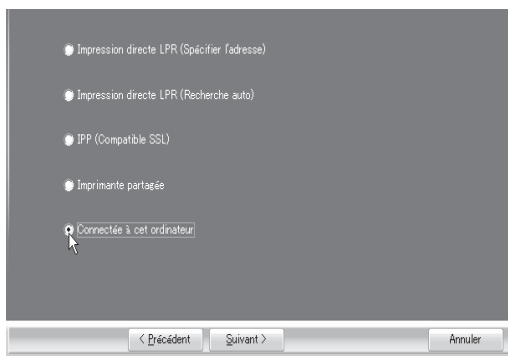 Impression directe LPR (Spécifier l'adresse)
Impression directe LPR (Recherche auto)
IPP (Compatible SSL)
Imprimante partagée
Connectée à cet ordinateur
< Précédent Suivant > Annuler